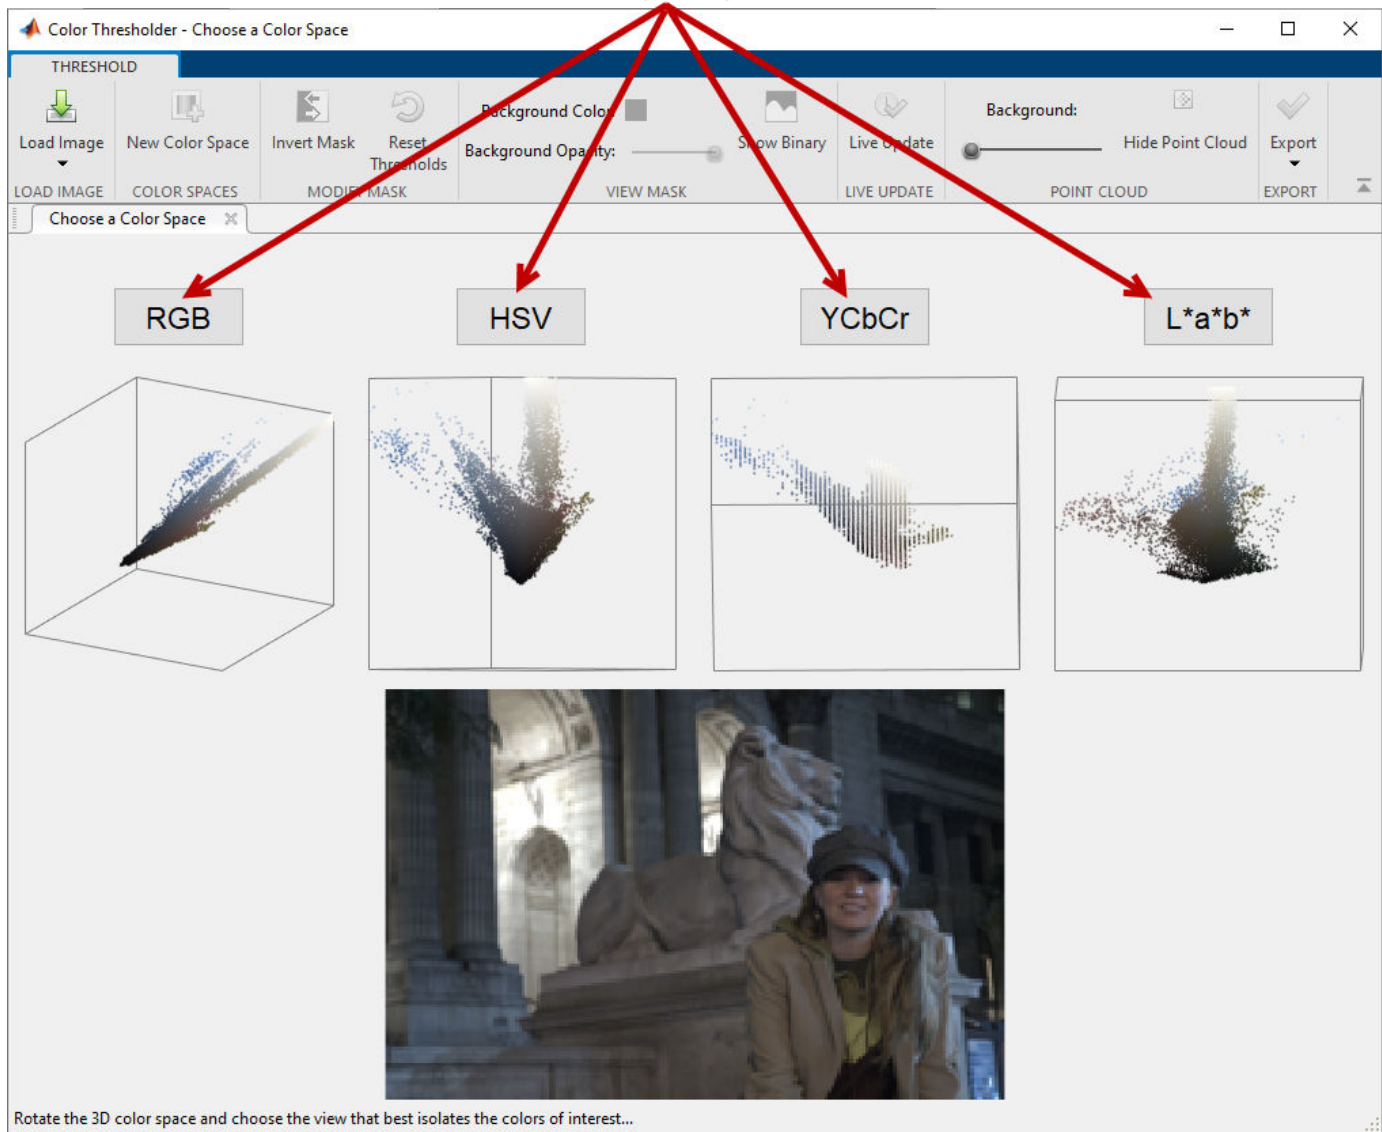 Color Thresholder - Choose a Color Space
THRESHOLD
Load Image
New Color Space
Invert Mask
Reset
Thresholds
Background Color:
Background Opacity:
Show Binary
Live Update
Background:
Hide Point Cloud
Export
LOAD IMAGE
COLOR SPACES
MODIFY MASK
VIEW MASK
LIVE UPDATE
POINT CLOUD
EXPORT
Choose a Color Space
RGB
HSV
YCbCr
L*a*b*
Rotate the 3D color space and choose the view that best isolates the colors of interest...